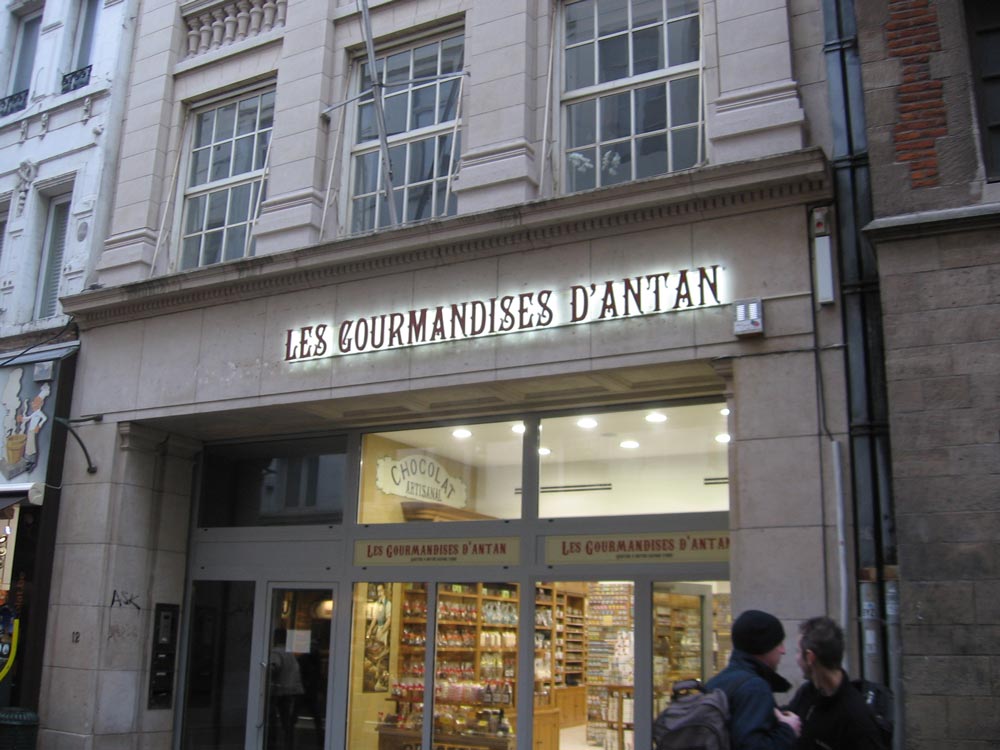 LES GOURMANDISES D'ANTAN
CHOCOLAT
ARTISANAL
LES GOURMANDISES D'ANTAN
LES GOURMANDISES D'ANTAN
ASK
12